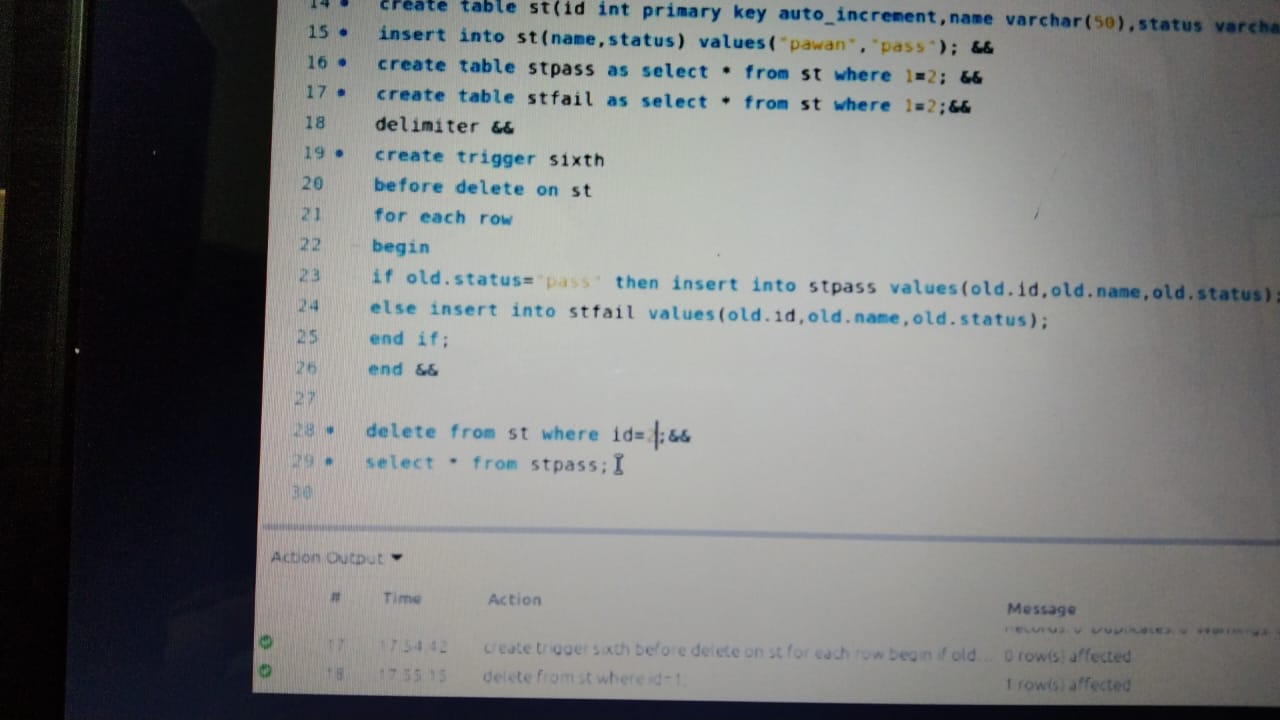 14 create table st(id int primary key auto_increment,name varchar(50),status varcha
15 insert into st(name,status) values("pawan","pass"); &&
16 create table stpass as select * from st where 1=2; &&
17 create table stfail as select * from st where 1=2;&&
18 delimiter &&
19 create trigger sixth
20 before delete on st
21 for each row
22 begin
23 if old.status="pass" then insert into stpass values(old.id,old.name,old.status);
24 else insert into stfail values(old.id,old.name,old.status);
25 end if;
26 end &&
27
28 delete from st where id= ;&&
29 select * from stpass;
30
Action Output
# Time Action Message
17 17:54:42 create trigger sixth before delete on st for each row begin if old... 0 row(s) affected
18 17:55:15 delete from st where id=1; 1 row(s) affected